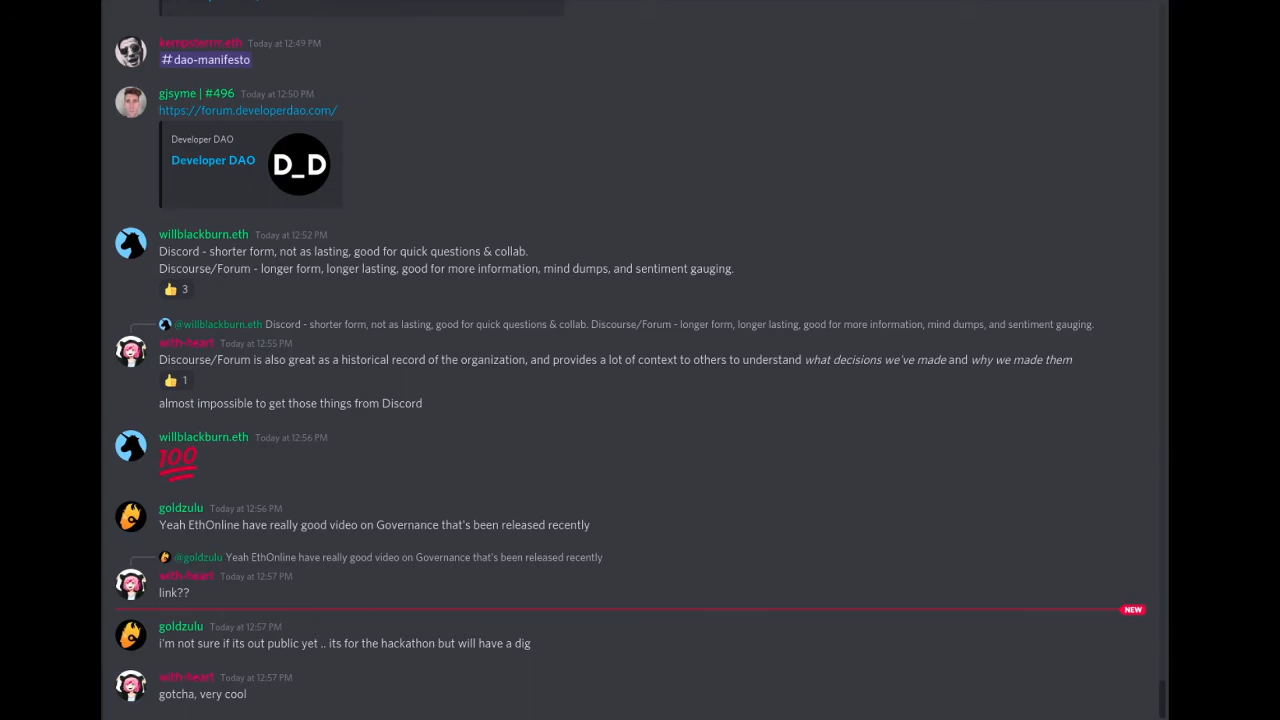 kempsterrrr.eth Today at 12:49 PM
#dao-manifesto
gjsyme | #496 Today at 12:50 PM
https://forum.developerdao.com/
Developer DAO
Developer DAO
D_D
willblackburn.eth Today at 12:52 PM
Discord - shorter form, not as lasting, good for quick questions & collab.
Discourse/Forum - longer form, longer lasting, good for more information, mind dumps, and sentiment gauging.
👍 3
@willblackburn.eth Discord - shorter form, not as lasting, good for quick questions & collab. Discourse/Forum - longer form, longer lasting, good for more information, mind dumps, and sentiment gauging.
with-heart Today at 12:55 PM
Discourse/Forum is also great as a historical record of the organization, and provides a lot of context to others to understand what decisions we've made and why we made them
👍 1
almost impossible to get those things from Discord
willblackburn.eth Today at 12:56 PM
100
goldzulu Today at 12:56 PM
Yeah EthOnline have really good video on Governance that's been released recently
@goldzulu Yeah EthOnline have really good video on Governance that's been released recently
with-heart Today at 12:57 PM
link??
NEW
goldzulu Today at 12:57 PM
i'm not sure if its out public yet .. its for the hackathon but will have a dig
with-heart Today at 12:57 PM
gotcha, very cool